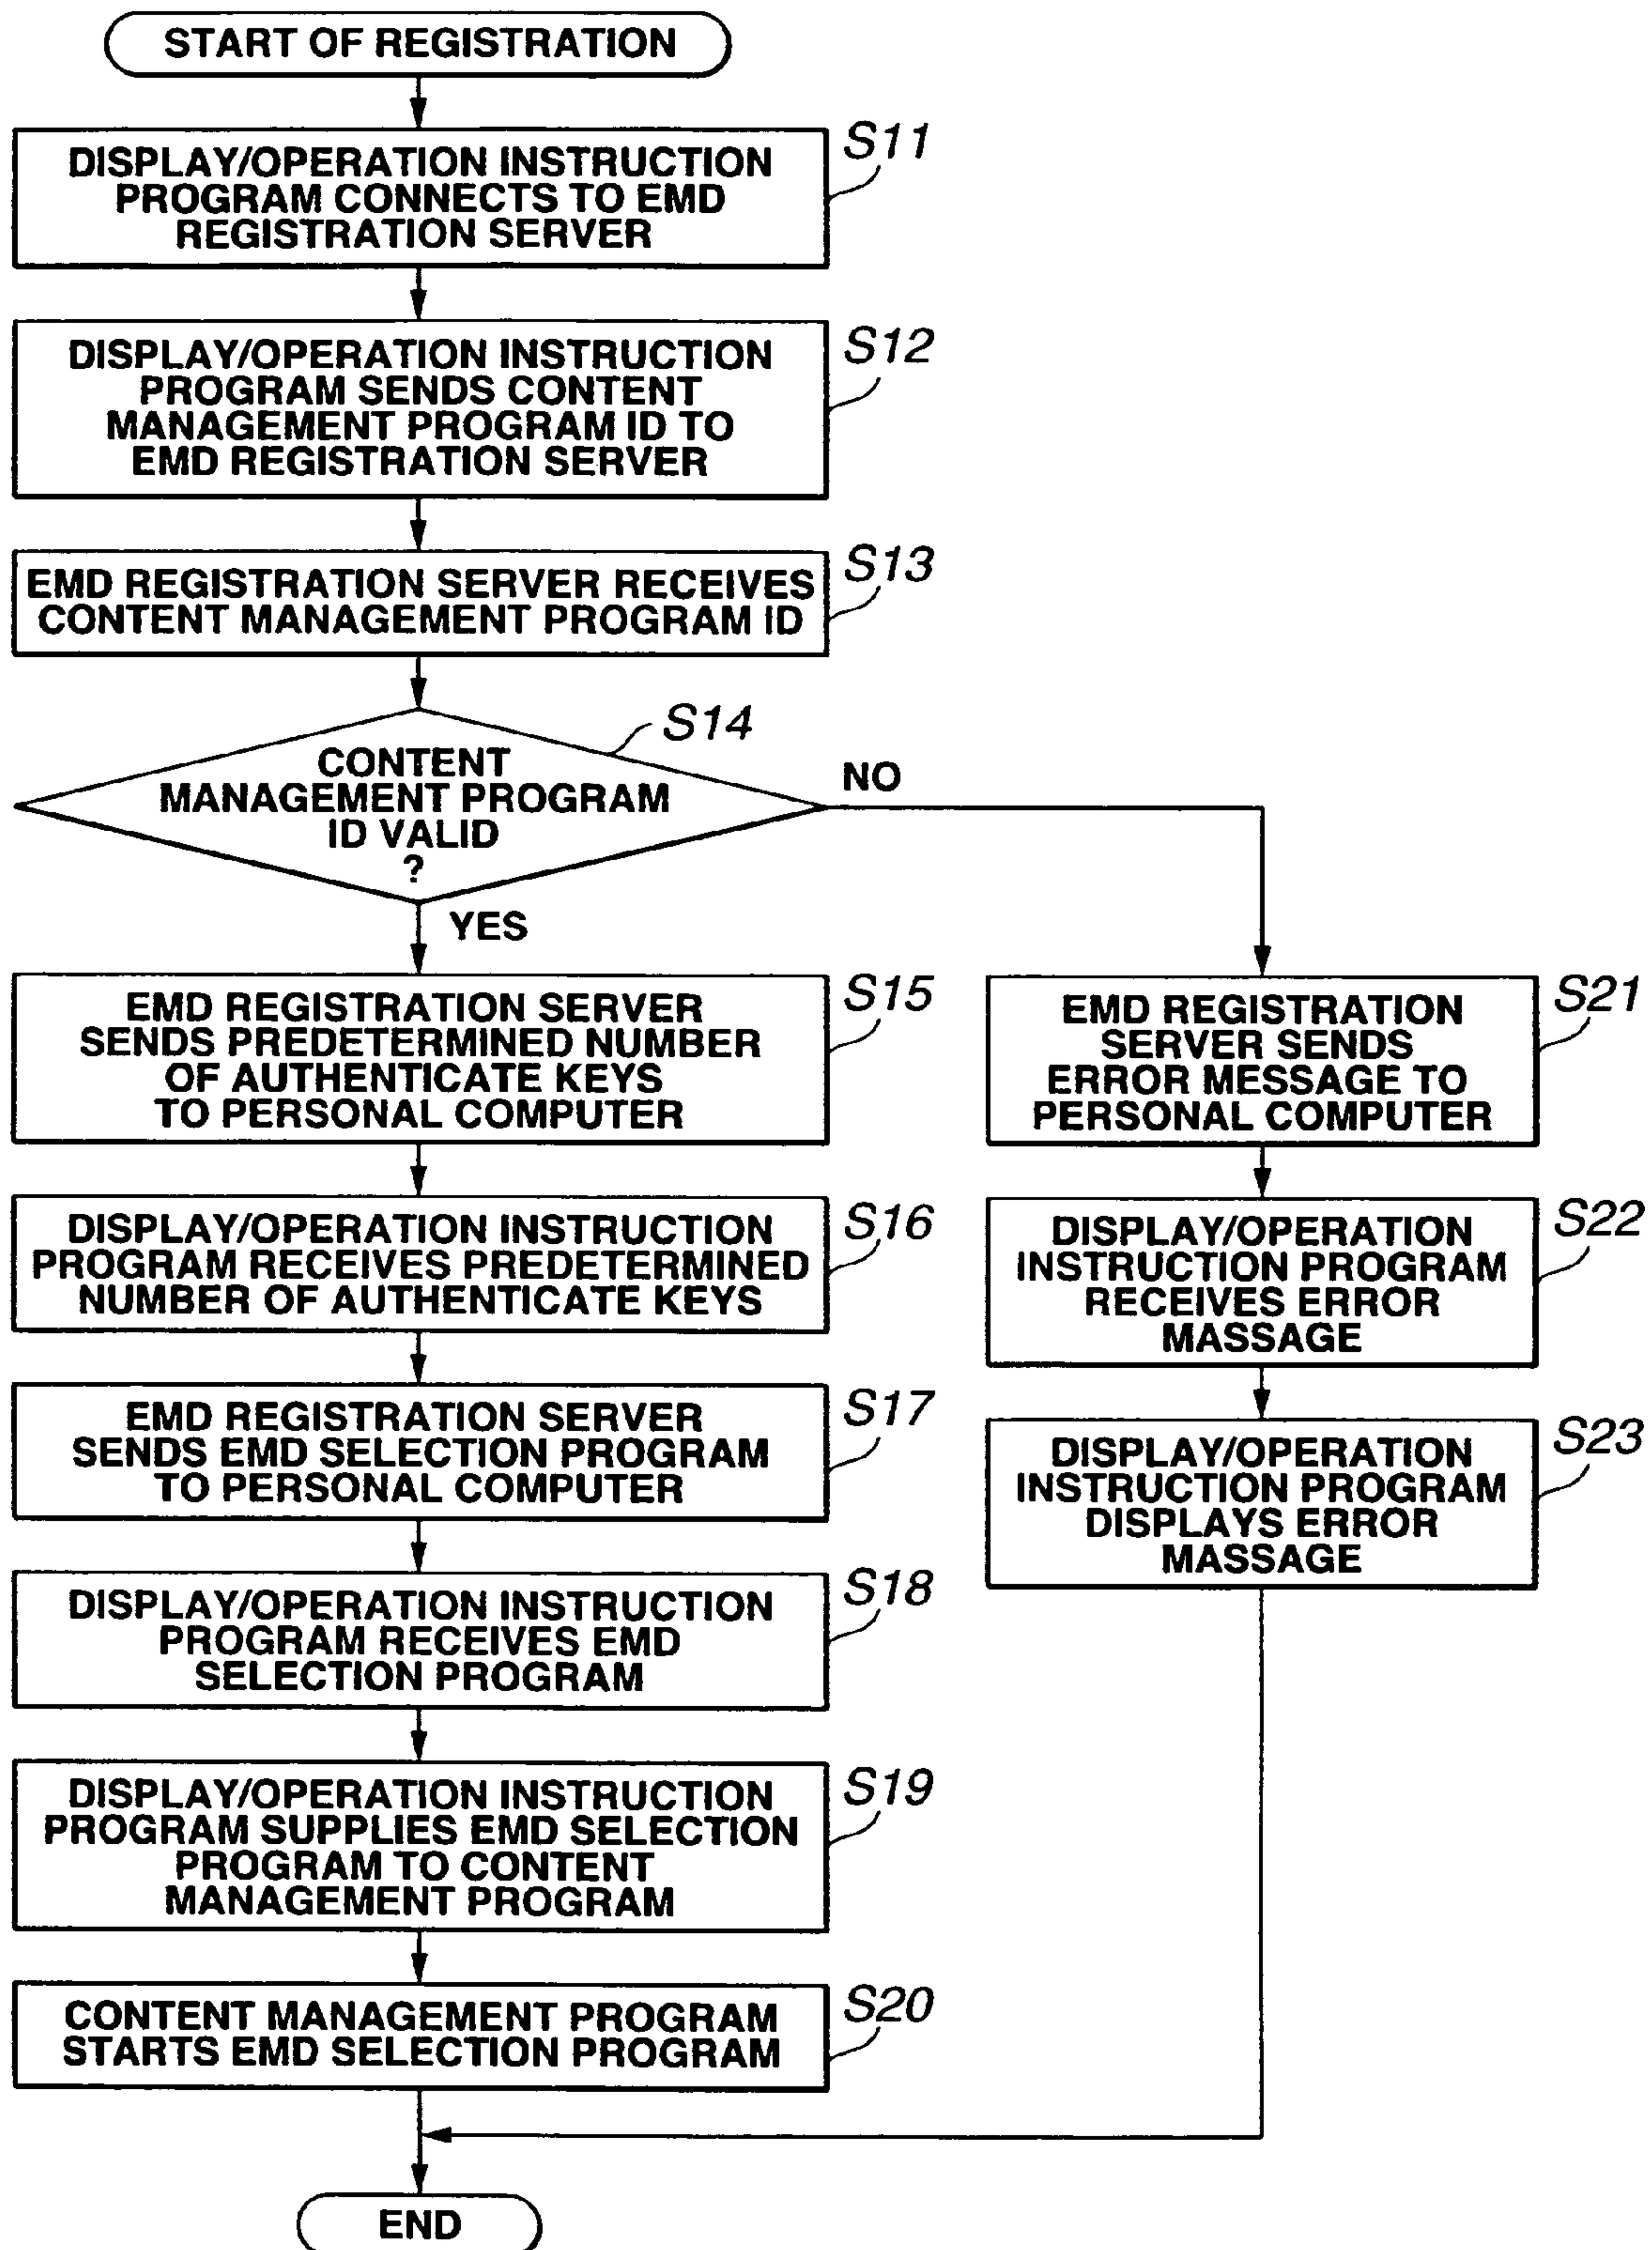 START OF REGISTRATION
S11
DISPLAY/OPERATION INSTRUCTION
PROGRAM CONNECTS TO EMD
REGISTRATION SERVER
S12
DISPLAY/OPERATION INSTRUCTION
PROGRAM SENDS CONTENT
MANAGEMENT PROGRAM ID TO
EMD REGISTRATION SERVER
S13
EMD REGISTRATION SERVER RECEIVES
CONTENT MANAGEMENT PROGRAM ID
S14
CONTENT
MANAGEMENT PROGRAM
ID VALID
?
NO
YES
S15
EMD REGISTRATION SERVER
SENDS PREDETERMINED NUMBER
OF AUTHENTICATE KEYS
TO PERSONAL COMPUTER
S16
DISPLAY/OPERATION INSTRUCTION
PROGRAM RECEIVES PREDETERMINED
NUMBER OF AUTHENTICATE KEYS
S17
EMD REGISTRATION SERVER
SENDS EMD SELECTION PROGRAM
TO PERSONAL COMPUTER
S18
DISPLAY/OPERATION INSTRUCTION
PROGRAM RECEIVES EMD
SELECTION PROGRAM
S19
DISPLAY/OPERATION INSTRUCTION
PROGRAM SUPPLIES EMD SELECTION
PROGRAM TO CONTENT
MANAGEMENT PROGRAM
S20
CONTENT MANAGEMENT PROGRAM
STARTS EMD SELECTION PROGRAM
S21
EMD REGISTRATION
SERVER SENDS
ERROR MESSAGE TO
PERSONAL COMPUTER
S22
DISPLAY/OPERATION
INSTRUCTION PROGRAM
RECEIVES ERROR
MASSAGE
S23
DISPLAY/OPERATION
INSTRUCTION PROGRAM
DISPLAYS ERROR
MASSAGE
END